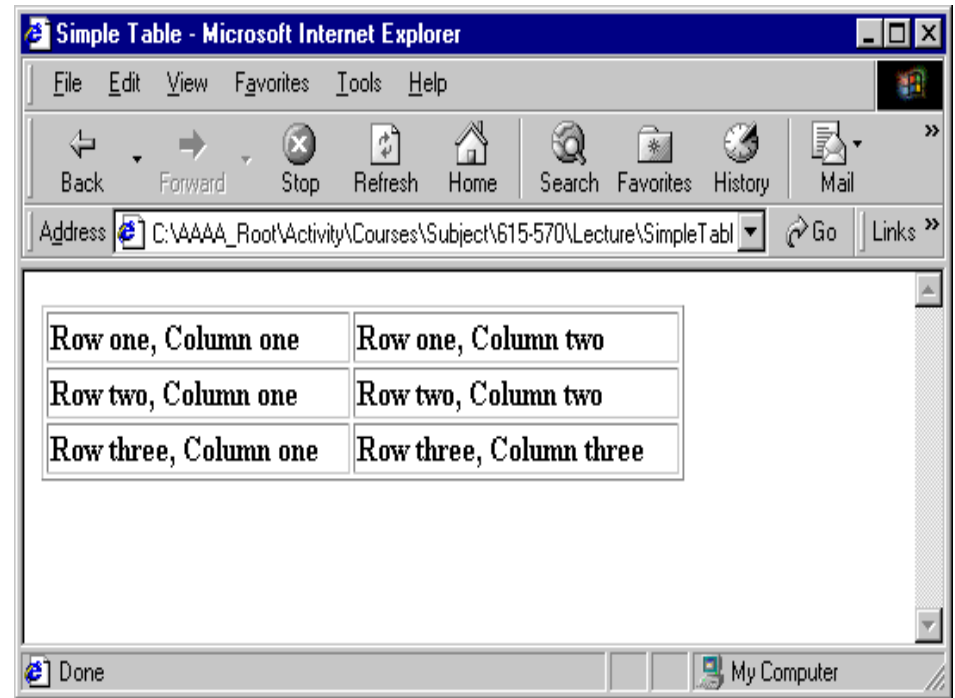 Simple Table - Microsoft Internet Explorer
File Edit View Favorites Tools Help
Back Forward Stop Refresh Home Search Favorites History Mail »
Address C:\AAAA_Root\Activity\Courses\Subject\615-570\Lecture\SimpleTabl Go Links »
Row one, Column one Row one, Column two
Row two, Column one Row two, Column two
Row three, Column one Row three, Column three
Done My Computer